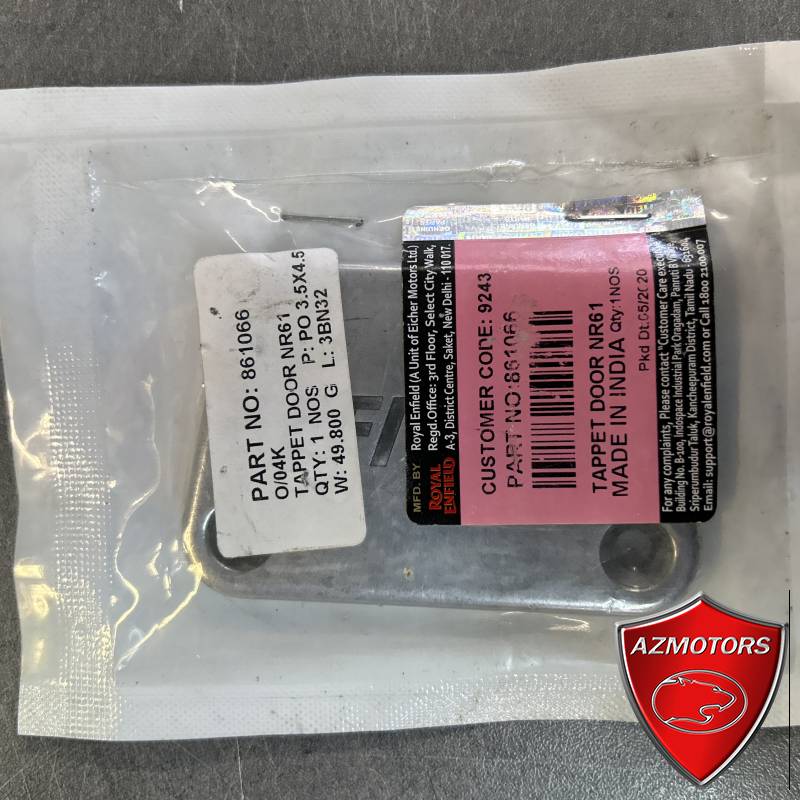 PART NO: 861066
O/04K
TAPPET DOOR NR61
QTY: 1 NOS P: PO 3.5X4.5
W: 49.800 G L: 3BN32
MFD. BY
ROYAL
ENFIELD
Royal Enfield (A Unit of Eicher Motors Ltd.)
Regd.Office: 3rd Floor, Select City Walk,
A-3, District Centre, Saket, New Delhi - 110 017.
CUSTOMER CODE: 9243
PART NO:861066
TAPPET DOOR NR61
MADE IN INDIA Qty:1NOS
Pkd Dt:05/2020
For any complaints, Please contact "Customer Care
Building No. B-100, Indospace Industrial Park Oragadam, Panruti
Sriperumbudur Taluk, Kancheepuram District, Tamil Nadu
Email: support@royalenfield.com or Call 1800 2100 007
AZMOTORS